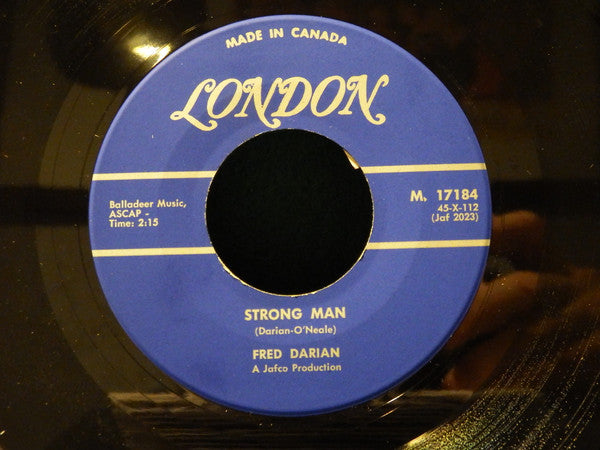 MADE IN CANADA
LONDON
Balladeer Music,
ASCAP -
Time: 2:15
M. 17184
45-X-112
(Jaf 2023)
STRONG MAN
(Darian-O'Neale)
FRED DARIAN
A Jafco Production